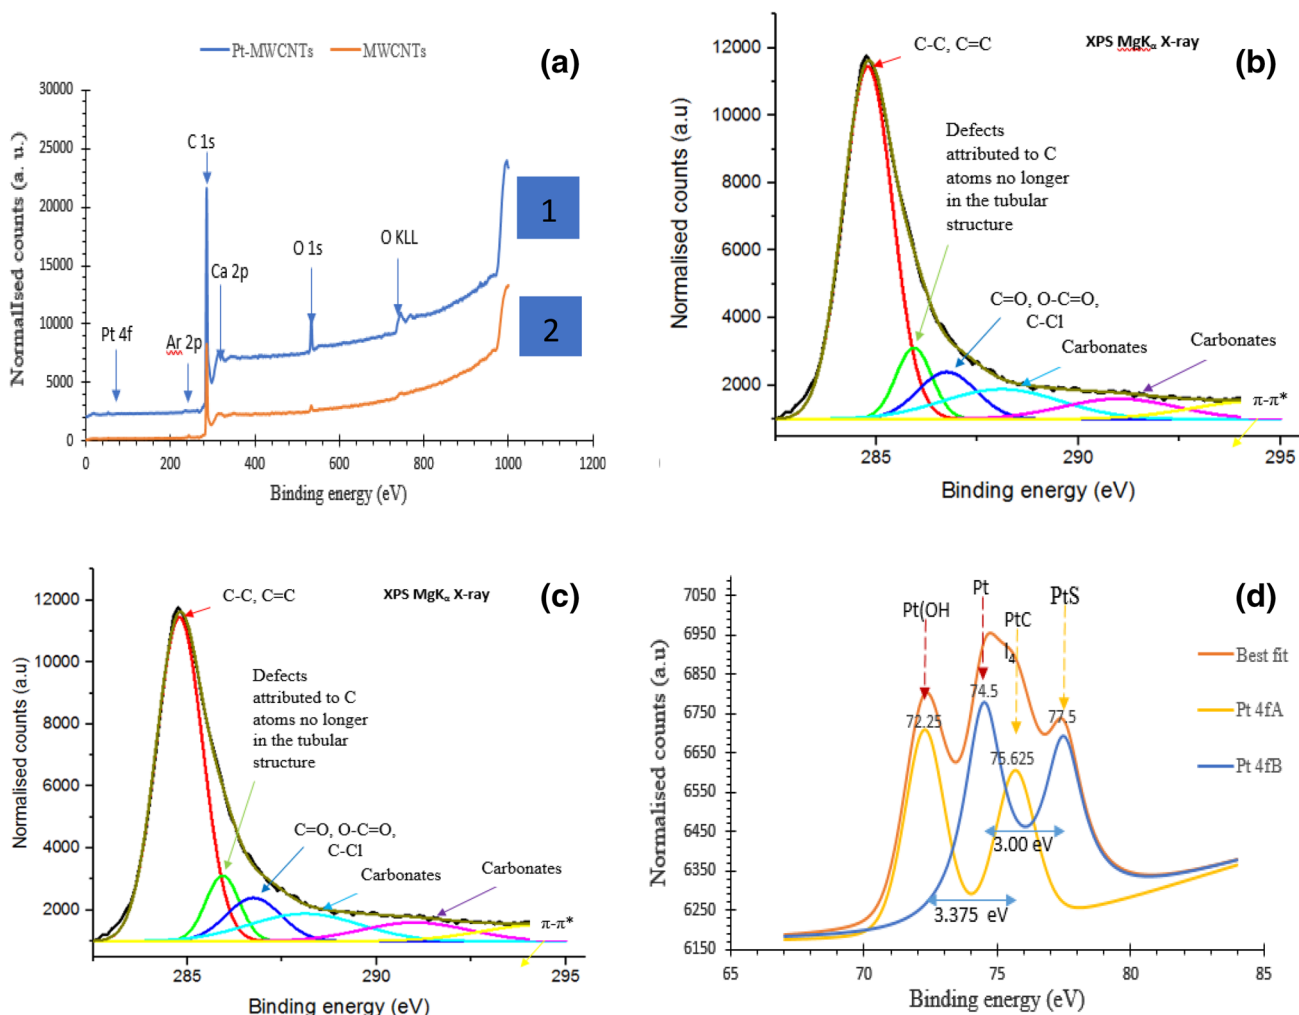 Pt-MWCNTs MWCNTs
(a)
Normalised counts (a. u.)
30000
25000
20000
15000
10000
5000
0
C 1s
Ca 2p
O 1s
O KLL
Pt 4f
Ar 2p
1
2
0 200 400 600 800 1000 1200
Binding energy (eV)
(b)
XPS MgKα X-ray
Normalised counts (a.u)
12000
10000
8000
6000
4000
2000
C-C, C=C
Defects
attributed to C
atoms no longer
in the tubular
structure
C=O, O-C=O,
C-Cl
Carbonates
Carbonates
π-π*
285 290 295
Binding energy (eV)
(c)
XPS MgKα X-ray
Normalised counts (a.u)
12000
10000
8000
6000
4000
2000
C-C, C=C
Defects
attributed to C
atoms no longer
in the tubular
structure
C=O, O-C=O,
C-Cl
Carbonates
Carbonates
π-π*
285 290 295
Binding energy (eV)
(d)
Normalised counts (a.u)
7050
6950
6850
6750
6650
6550
6450
6350
6250
6150
Pt(OH
Pt
PtC
l4
PtS
72.25
74.5
75.625
77.5
3.00 eV
3.375 eV
Best fit
Pt 4fA
Pt 4fB
65 70 75 80 85
Binding energy (eV)